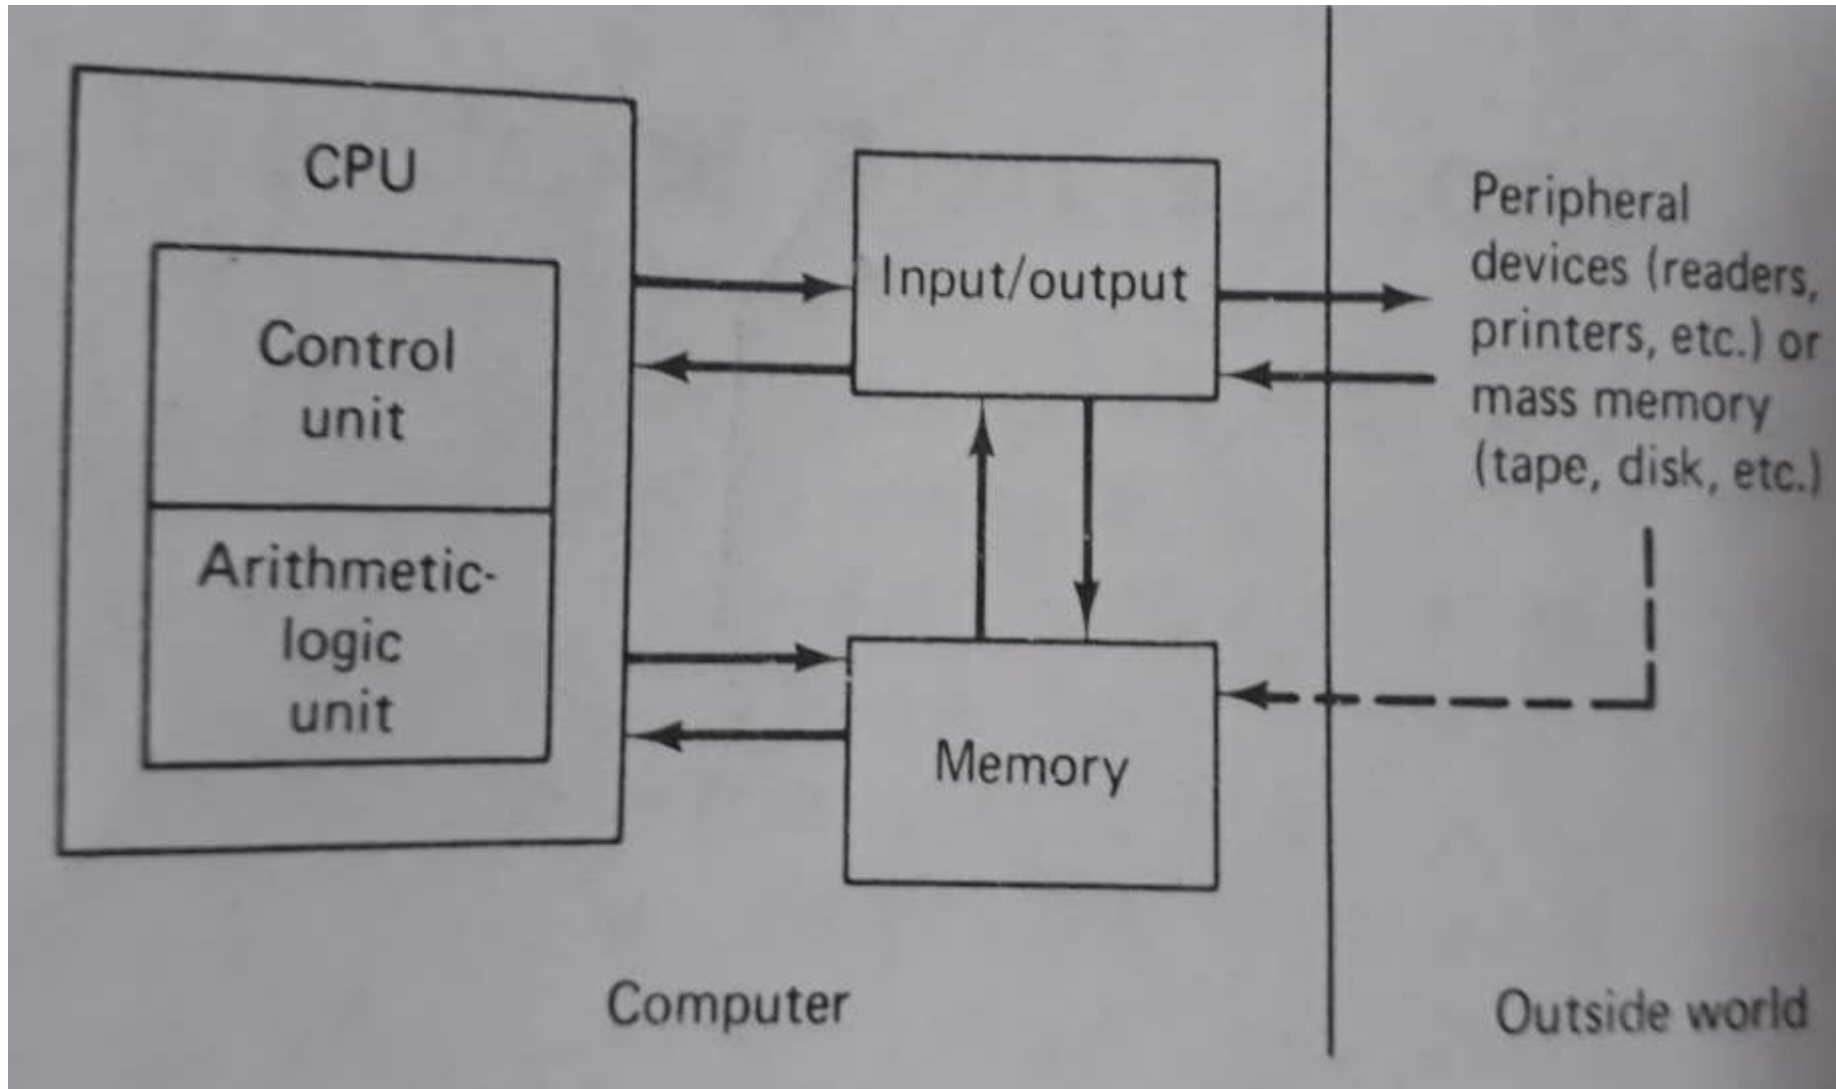 CPU
Control
unit
Arithmetic-
logic
unit
Input/output
Memory
Peripheral
devices (readers,
printers, etc.) or
mass memory
(tape, disk, etc.)
Computer
Outside world